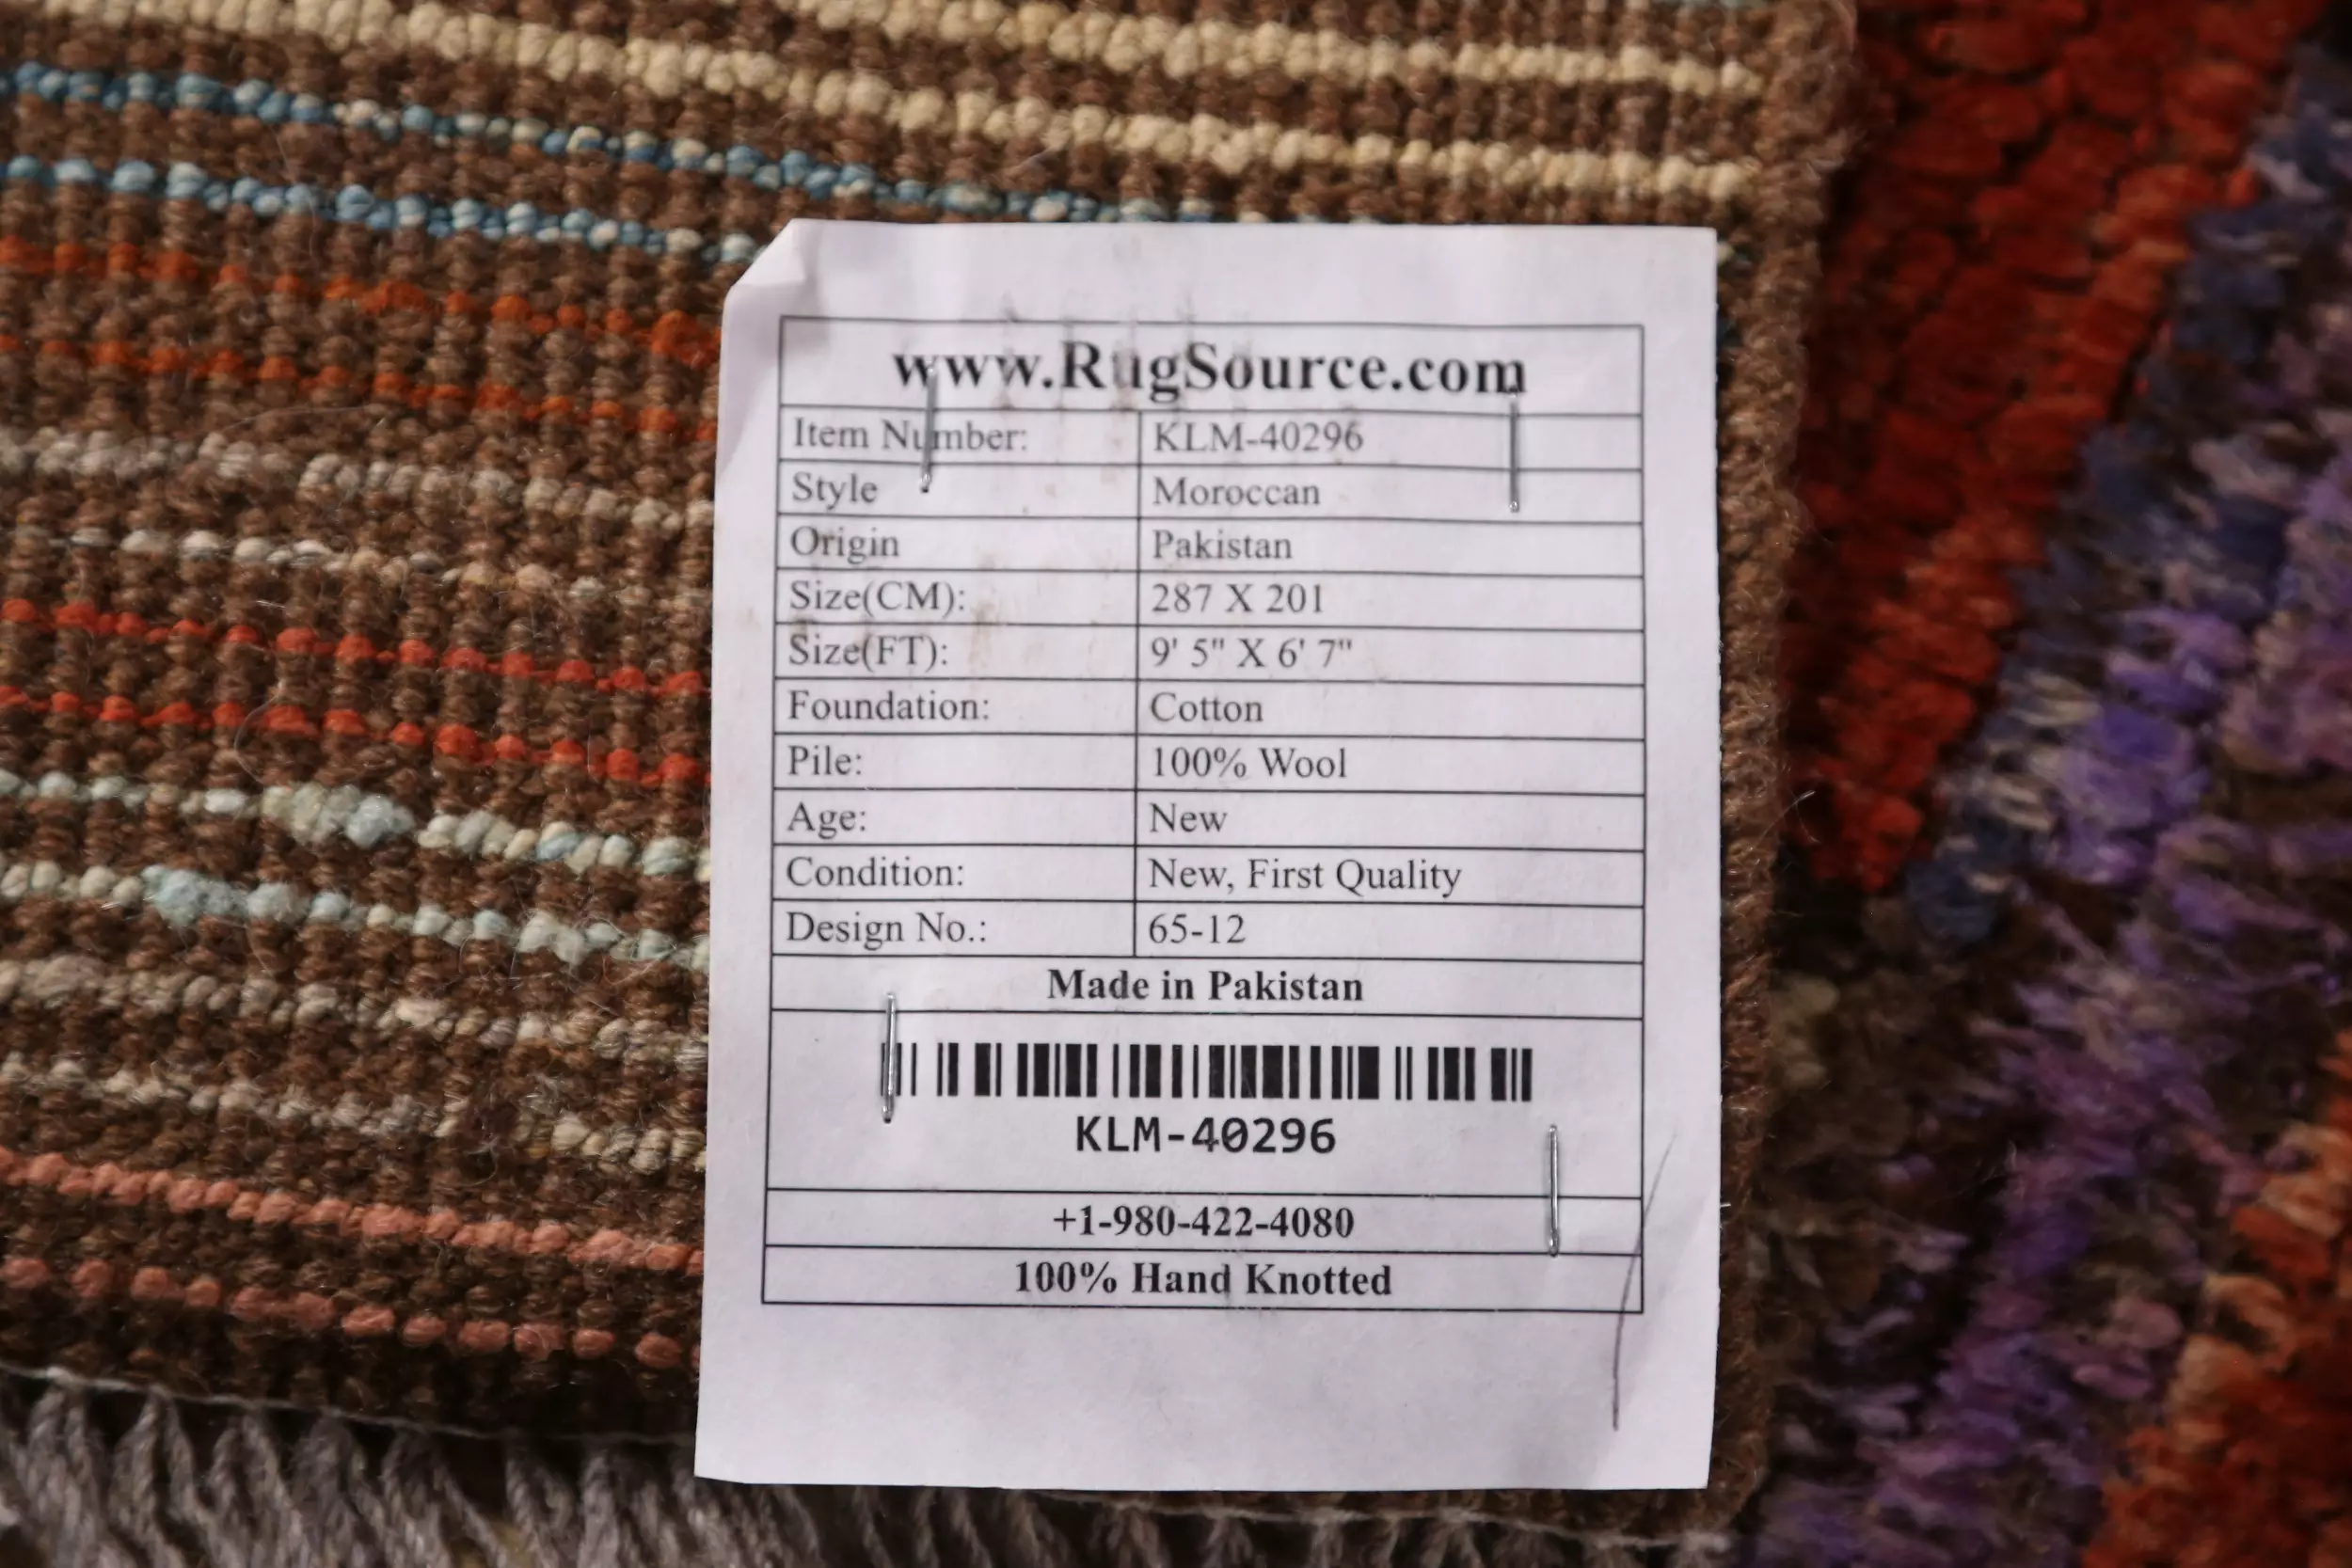 www.RugSource.com
Item Number: KLM-40296
Style Moroccan
Origin Pakistan
Size(CM): 287 X 201
Size(FT): 9' 5" X 6' 7"
Foundation: Cotton
Pile: 100% Wool
Age: New
Condition: New, First Quality
Design No.: 65-12
Made in Pakistan
KLM-40296
+1-980-422-4080
100% Hand Knotted